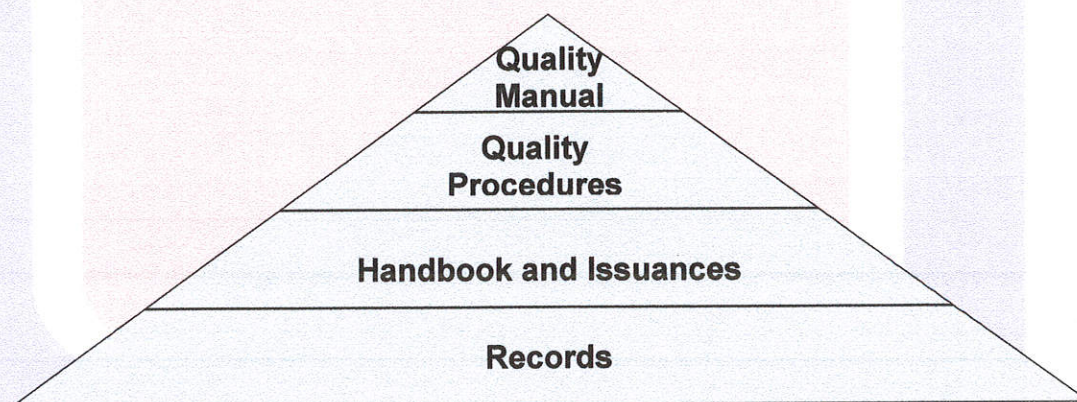 Quality
Manual
Quality
Procedures
Handbook and Issuances
Records